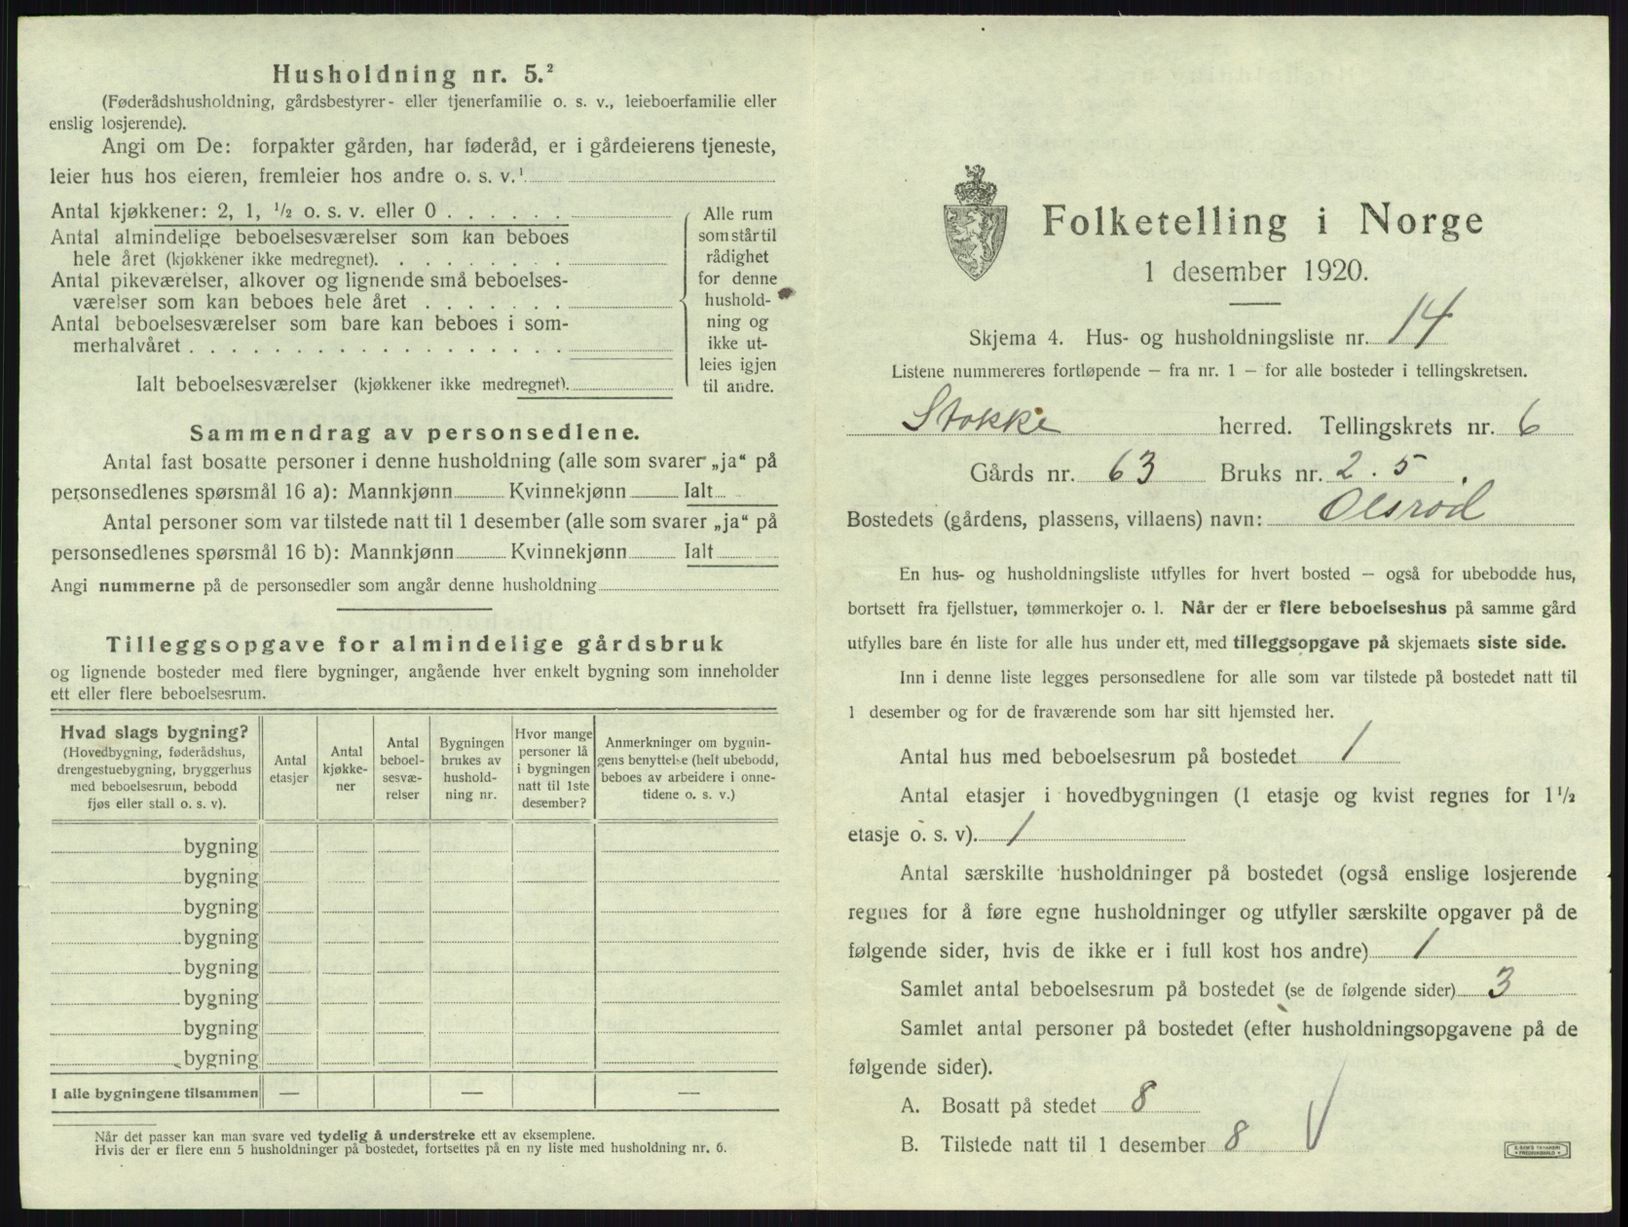 Husholdning nr. 5.²
(Føderådshusholdning, gårdsbestyrer- eller tjenerfamilie o. s. v., leieboerfamilie eller
enslig losjerende).
Angi om De: forpakter gården, har føderåd, er i gårdeierens tjeneste,
leier hus hos eieren, fremleier hos andre o. s. v.¹
Antal kjøkkener: 2, 1, ½ o. s. v. eller 0 . . . . . .
Antal almindelige beboelsesværelser som kan beboes
hele året (kjøkkener ikke medregnet). . . . . . . . .
Antal pikeværelser, alkover og lignende små beboelses-
værelser som kan beboes hele året . . . . . . .
Antal beboelsesværelser som bare kan beboes i som-
merhalvåret . . . . . . . . . . . . . . . . . .
Ialt beboelsesværelser (kjøkkener ikke medregnet).
Alle rum
som står til
rådighet
for denne
hushold-
ning og
ikke ut-
leies igjen
til andre.
Sammendrag av personsedlene.
Antal fast bosatte personer i denne husholdning (alle som svarer „ja“ på
personsedlenes spørsmål 16 a): Mannkjønn Kvinnekjønn Ialt
Antal personer som var tilstede natt til 1 desember (alle som svarer „ja“ på
personsedlenes spørsmål 16 b): Mannkjønn Kvinnekjønn Ialt
Angi nummerne på de personsedler som angår denne husholdning
Tilleggsopgave for almindelige gårdsbruk
og lignende bosteder med flere bygninger, angående hver enkelt bygning som inneholder
ett eller flere beboelsesrum.
Hvad slags bygning?
(Hovedbygning, føderådshus,
drengestuebygning, bryggerhus
med beboelsesrum, bebodd
fjøs eller stall o. s. v).
Antal
etasjer
Antal
kjøkke-
ner
Antal
beboel-
sesvæ-
relser
Bygningen
brukes av
hushold-
ning nr.
Hvor mange
personer lå
i bygningen
natt til 1ste
desember?
Anmerkninger om bygnin-
gens benyttelse (helt ubebodd,
beboes av arbeidere i onne-
tidene o. s. v.)
bygning
bygning
bygning
bygning
bygning
bygning
bygning
bygning
I alle bygningene tilsammen — — —
Når det passer kan man svare ved tydelig å understreke ett av eksemplene.
Hvis der er flere enn 5 husholdninger på bostedet, fortsettes på en ny liste med husholdning nr. 6.
Folketelling i Norge
1 desember 1920.
Skjema 4. Hus- og husholdningsliste nr. 14
Listene nummereres fortløpende — fra nr. 1 — for alle bosteder i tellingskretsen.
Stokke herred. Tellingskrets nr. 6
Gårds nr. 63 Bruks nr. 2. 5.
Bostedets (gårdens, plassens, villaens) navn: Olsrød
En hus- og husholdningsliste utfylles for hvert bosted — også for ubebodde hus,
bortsett fra fjellstuer, tømmerkojer o. l. Når der er flere beboelseshus på samme gård
utfylles bare én liste for alle hus under ett, med tilleggsopgave på skjemaets siste side.
Inn i denne liste legges personsedlene for alle som var tilstede på bostedet natt til
1 desember og for de fraværende som har sitt hjemsted her.
Antal hus med beboelsesrum på bostedet 1
Antal etasjer i hovedbygningen (1 etasje og kvist regnes for 1½
etasje o. s. v). 1
Antal særskilte husholdninger på bostedet (også enslige losjerende
regnes for å føre egne husholdninger og utfyller særskilte opgaver på de
følgende sider, hvis de ikke er i full kost hos andre) 1
Samlet antal beboelsesrum på bostedet (se de følgende sider) 3
Samlet antal personer på bostedet (efter husholdningsopgavene på de
følgende sider).
A. Bosatt på stedet 8
B. Tilstede natt til 1 desember 8